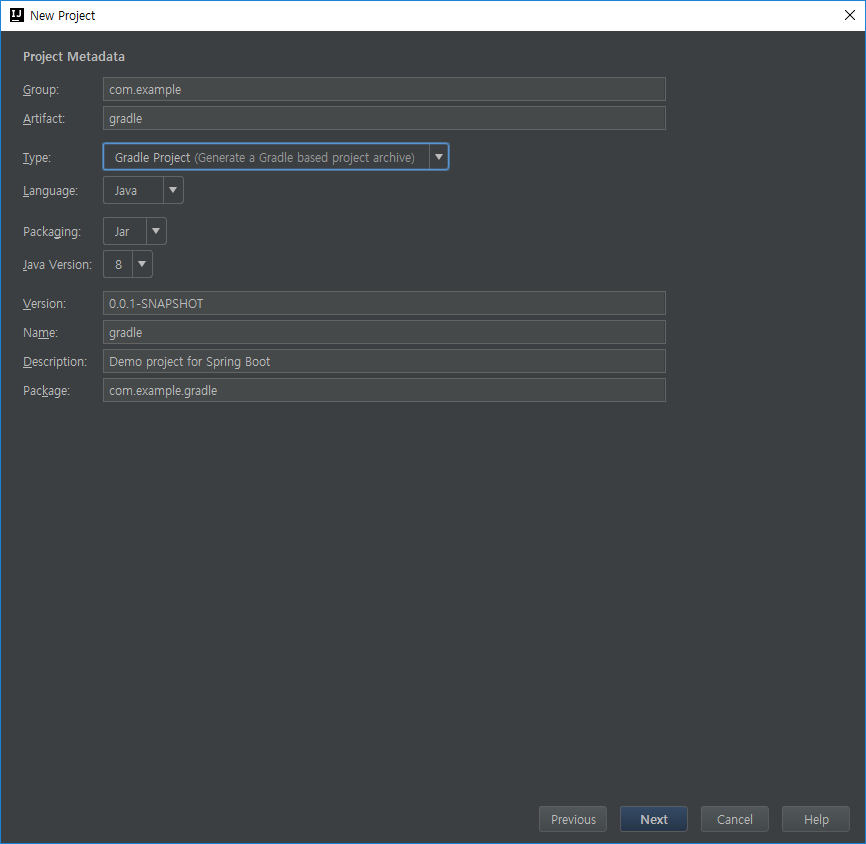 IJ New Project
Project Metadata
Group: com.example
Artifact: gradle
Type: Gradle Project (Generate a Gradle based project archive)
Language: Java
Packaging: Jar
Java Version: 8
Version: 0.0.1-SNAPSHOT
Name: gradle
Description: Demo project for Spring Boot
Package: com.example.gradle
Previous Next Cancel Help